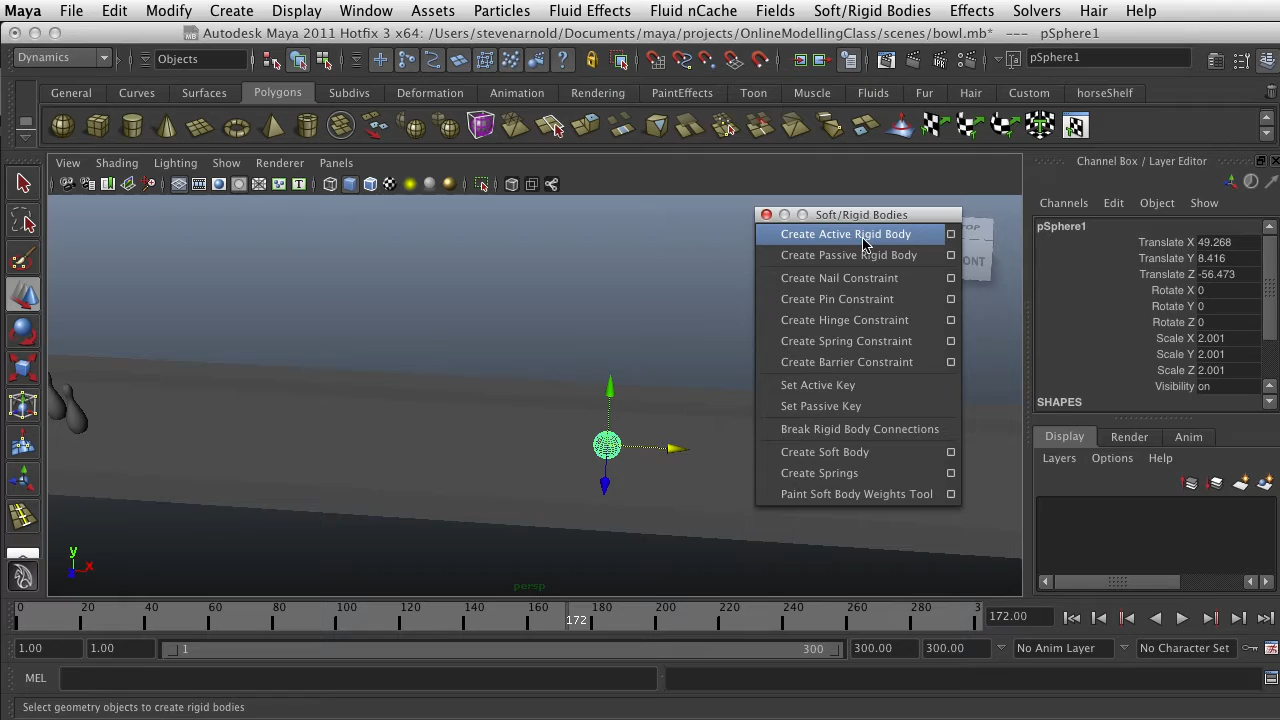 Maya File Edit Modify Create Display Window Assets Particles Fluid Effects Fluid nCache Fields Soft/Rigid Bodies Effects Solvers Hair Help
Autodesk Maya 2011 Hotfix 3 x64: /Users/stevenarnold/Documents/maya/projects/OnlineModellingClass/scenes/bowl.mb* --- pSphere1
Dynamics Objects pSphere1
General Curves Surfaces Polygons Subdivs Deformation Animation Rendering PaintEffects Toon Muscle Fluids Fur Hair Custom horseShelf
View Shading Lighting Show Renderer Panels
Channel Box / Layer Editor
Channels Edit Object Show
pSphere1
Translate X 49.268
Translate Y 8.416
Translate Z -56.473
Rotate X 0
Rotate Y 0
Rotate Z 0
Scale X 2.001
Scale Y 2.001
Scale Z 2.001
Visibility on
SHAPES
Display Render Anim
Layers Options Help
Soft/Rigid Bodies
Create Active Rigid Body
Create Passive Rigid Body
Create Nail Constraint
Create Pin Constraint
Create Hinge Constraint
Create Spring Constraint
Create Barrier Constraint
Set Active Key
Set Passive Key
Break Rigid Body Connections
Create Soft Body
Create Springs
Paint Soft Body Weights Tool
y
x
persp
0 20 40 60 80 100 120 140 160 180 200 220 240 260 280 3
172
172.00
1.00 1.00 1 300 300.00 300.00 No Anim Layer No Character Set
MEL
Select geometry objects to create rigid bodies